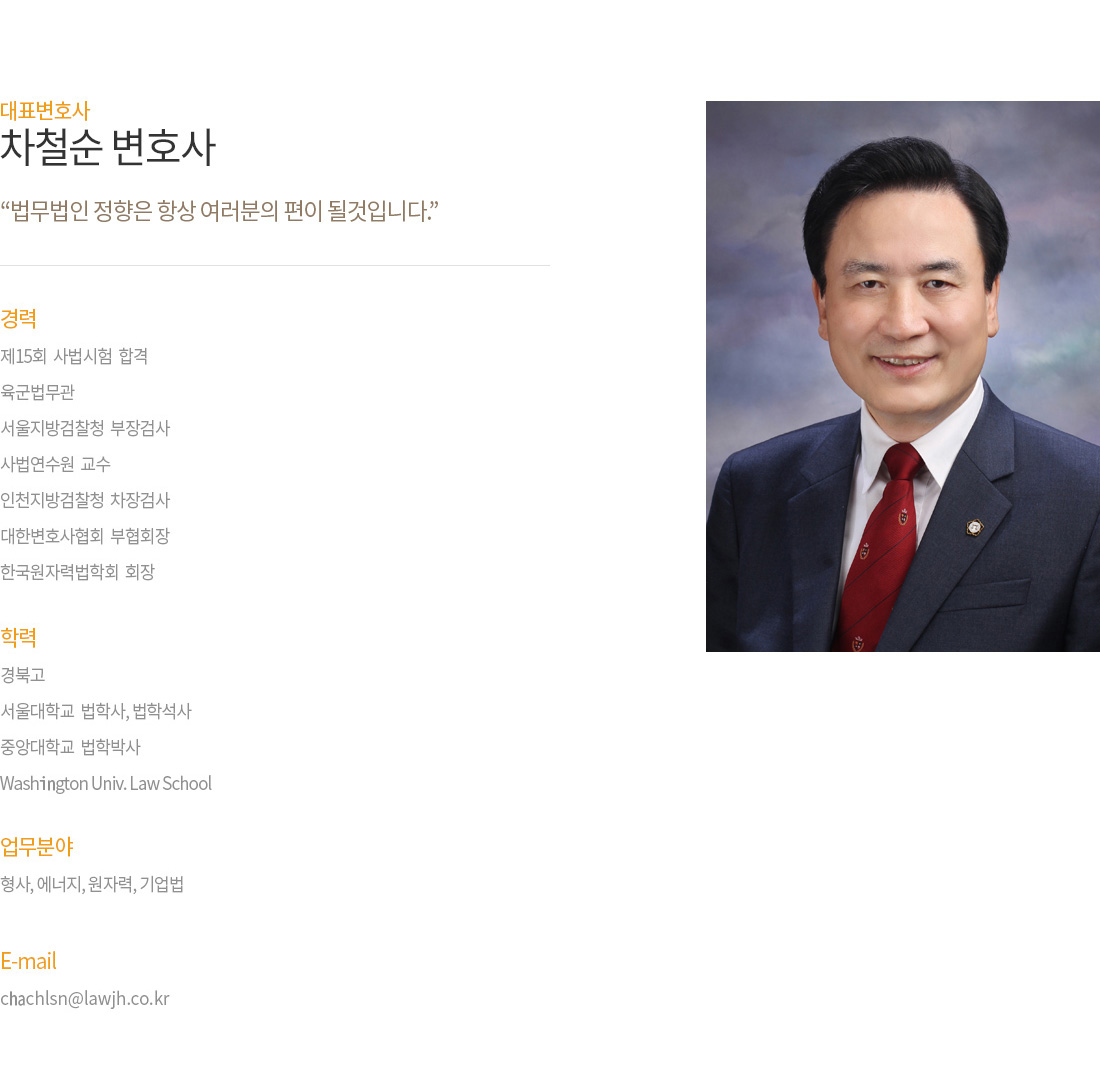 대표변호사
차철순 변호사
“법무법인 정향은 항상 여러분의 편이 될것입니다.”
경력
제15회 사법시험 합격
육군법무관
서울지방검찰청 부장검사
사법연수원 교수
인천지방검찰청 차장검사
대한변호사협회 부협회장
한국원자력법학회 회장
학력
경북고
서울대학교 법학사, 법학석사
중앙대학교 법학박사
Washington Univ. Law School
업무분야
형사, 에너지, 원자력, 기업법
E-mail
chachlsn@lawjh.co.kr